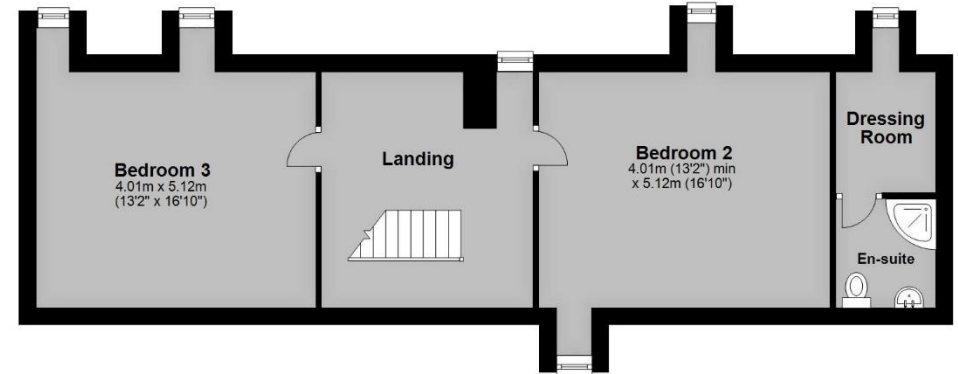 Bedroom 3
4.01m x 5.12m
(13'2" x 16'10")
Landing
Bedroom 2
4.01m (13'2") min
x 5.12m (16'10")
Dressing
Room
En-suite